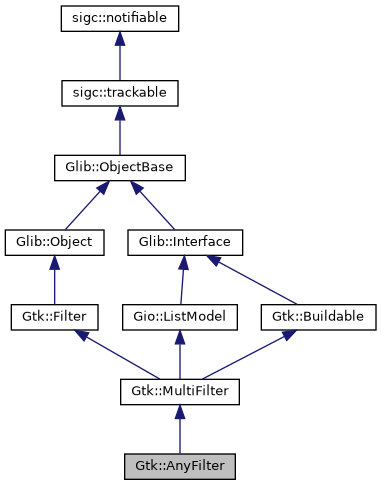 sigc::notifiable
sigc::trackable
Glib::ObjectBase
Glib::Object
Glib::Interface
Gtk::Filter
Gio::ListModel
Gtk::Buildable
Gtk::MultiFilter
Gtk::AnyFilter